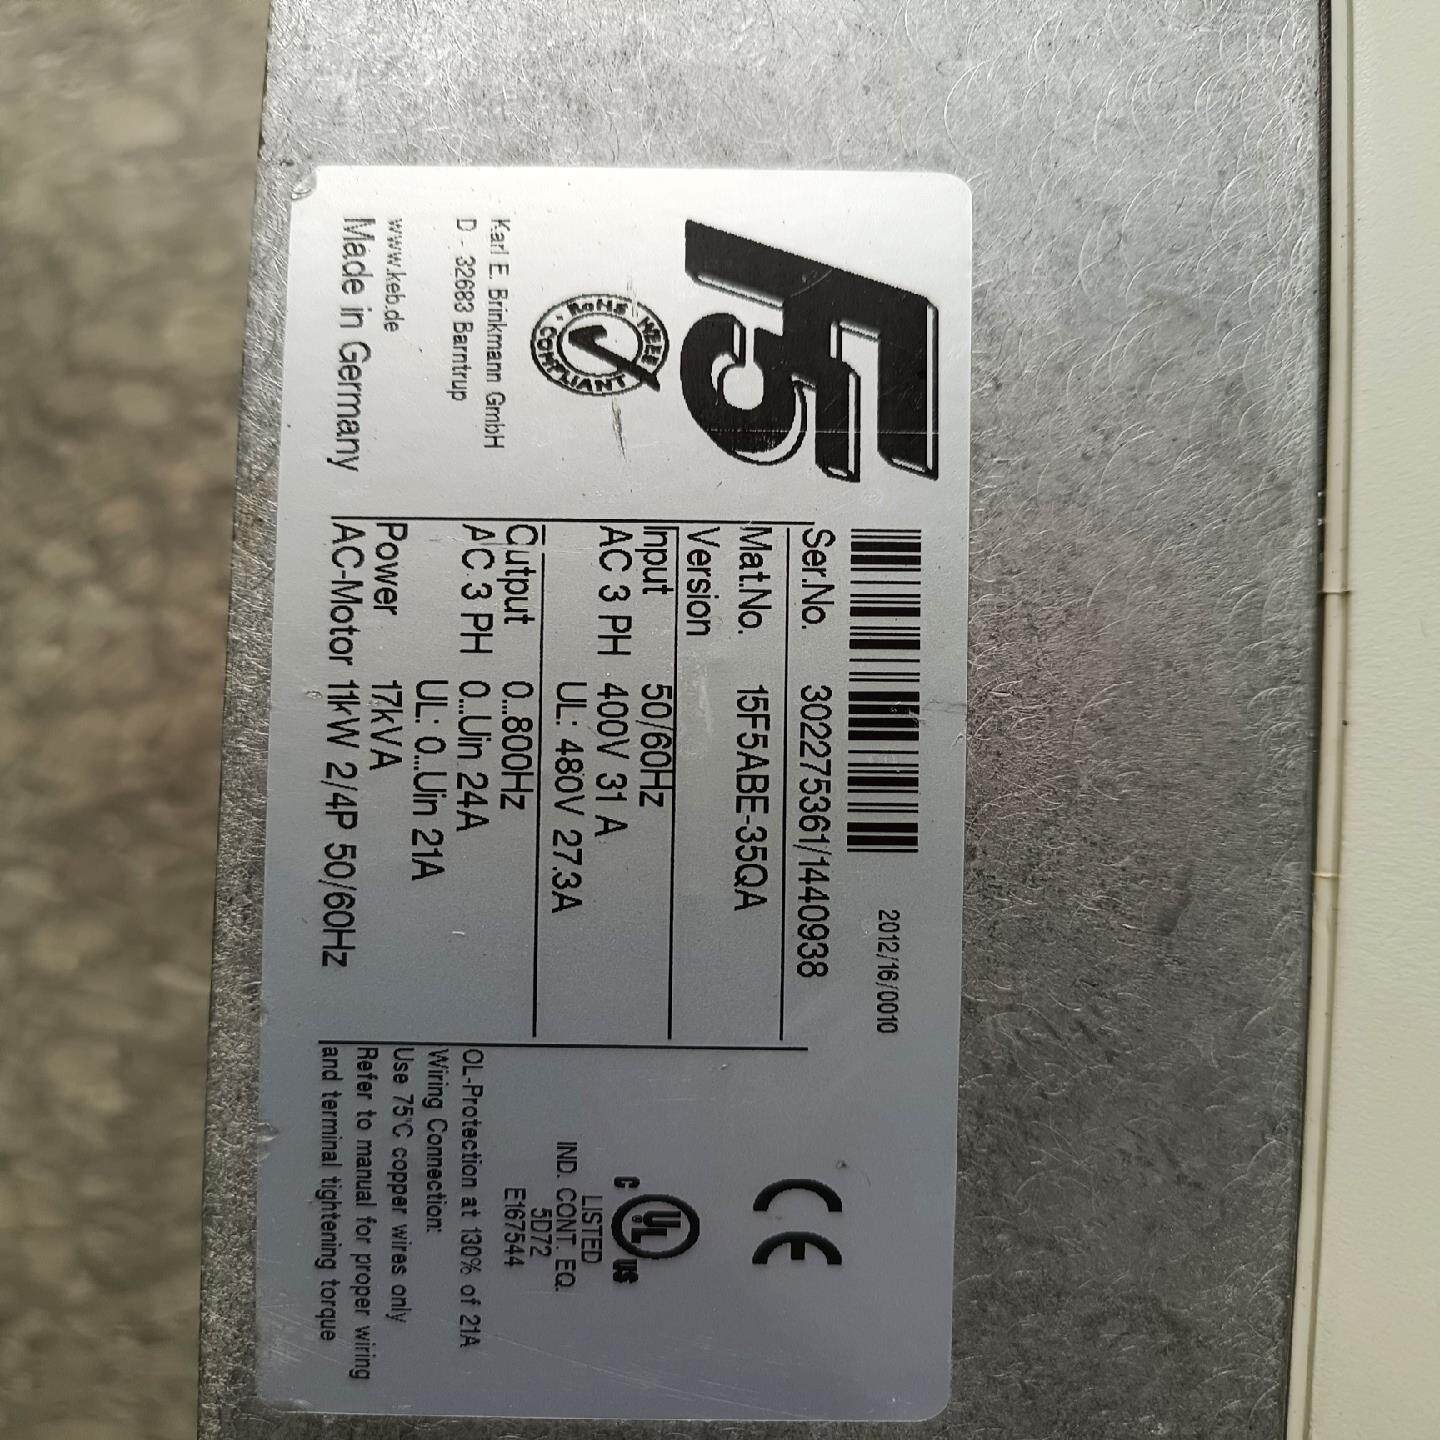 F5
®
RoHS WEEE
COMPLIANT
Karl E. Brinkmann GmbH
D - 32683 Barntrup
www.keb.de
Made in Germany
2012/16/0010
Ser.No. 302275361/1440938
Mat.No. 15F5ABE-35QA
Version
Input 50/60Hz
AC 3 PH 400V 31 A
UL: 480V 27.3A
Output 0...800Hz
AC 3 PH 0...Uin 24A
UL: 0...Uin 21A
Power 17kVA
AC-Motor 11kW 2/4P 50/60Hz
CE
C UL US
LISTED
IND. CONT. EQ.
5D72
E167544
OL-Protection at 130% of 21A
Wiring Connection:
Use 75°C copper wires only
Refer to manual for proper wiring
and terminal tightening torque